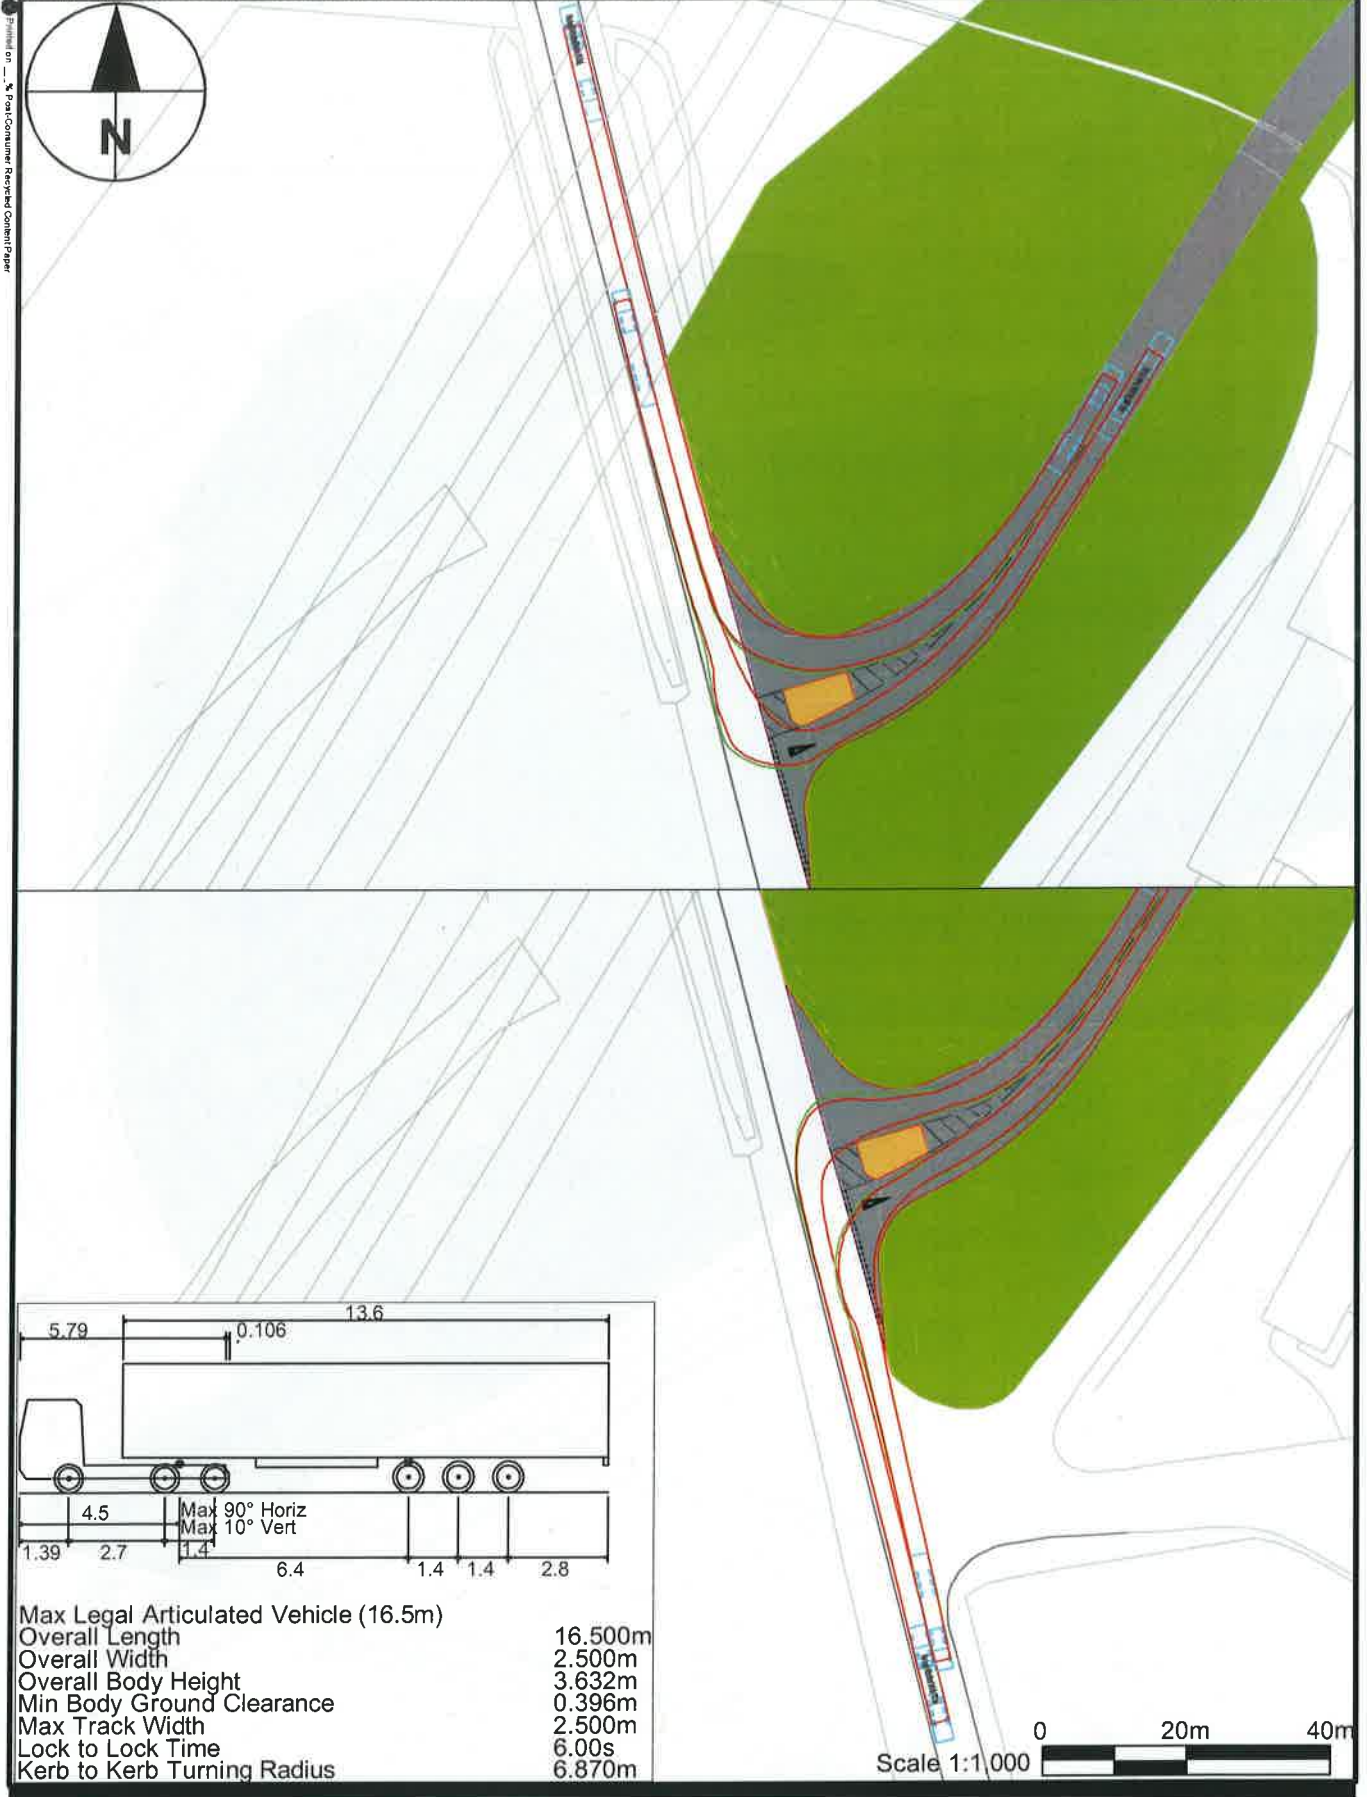 Printed on __% Post-Consumer Recycled Content Paper
N
13.6
5.79
0.106
4.5
Max 90° Horiz
Max 10° Vert
1.39
2.7
1.4
6.4
1.4
1.4
2.8
Max Legal Articulated Vehicle (16.5m)
Overall Length 16.500m
Overall Width 2.500m
Overall Body Height 3.632m
Min Body Ground Clearance 0.396m
Max Track Width 2.500m
Lock to Lock Time 6.00s
Kerb to Kerb Turning Radius 6.870m
0 20m 40m
Scale 1:1,000